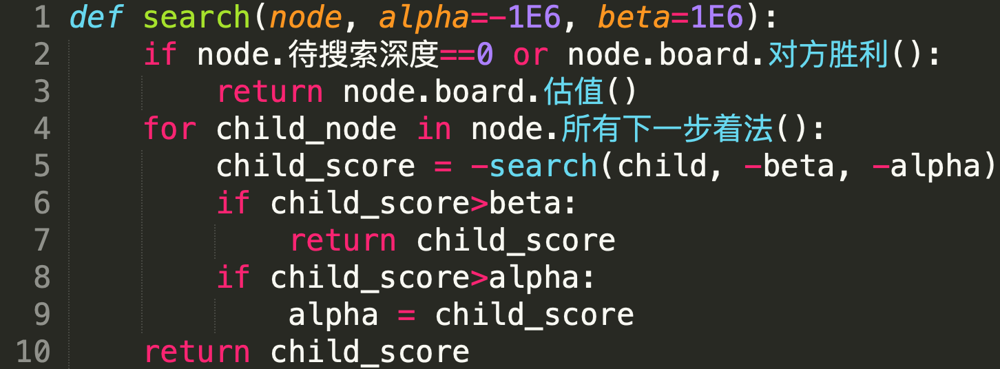 1 def search(node, alpha=-1E6, beta=1E6):
2 if node.待搜索深度==0 or node.board.对方胜利():
3 return node.board.估值()
4 for child_node in node.所有下一步着法():
5 child_score = -search(child, -beta, -alpha)
6 if child_score>beta:
7 return child_score
8 if child_score>alpha:
9 alpha = child_score
10 return child_score